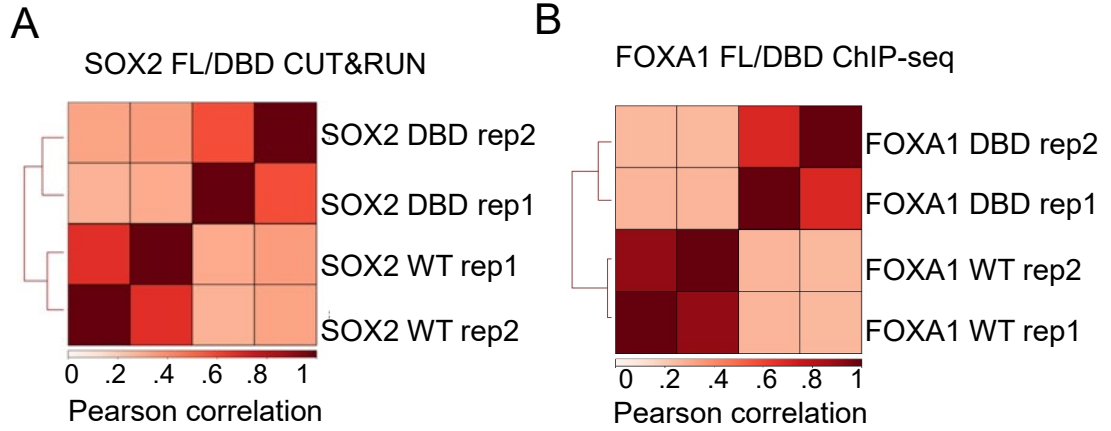 A
SOX2 FL/DBD CUT&RUN
SOX2 DBD rep2
SOX2 DBD rep1
SOX2 WT rep1
SOX2 WT rep2
0 .2 .4 .6 .8 1
Pearson correlation
B
FOXA1 FL/DBD ChIP-seq
FOXA1 DBD rep2
FOXA1 DBD rep1
FOXA1 WT rep2
FOXA1 WT rep1
0 .2 .4 .6 .8 1
Pearson correlation